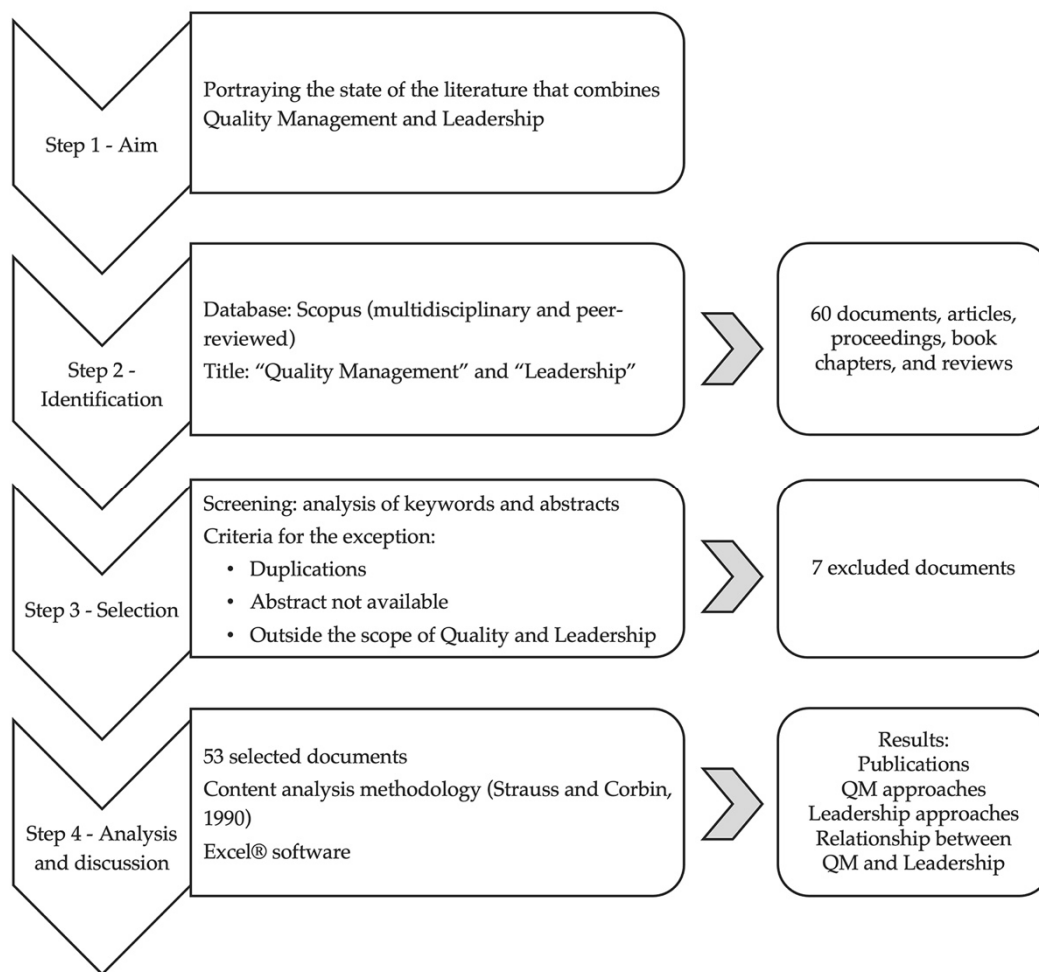 Step 1 - Aim
Portraying the state of the literature that combines
Quality Management and Leadership
Step 2 -
Identification
Database: Scopus (multidisciplinary and peer-
reviewed)
Title: “Quality Management” and “Leadership”
60 documents, articles,
proceedings, book
chapters, and reviews
Step 3 - Selection
Screening: analysis of keywords and abstracts
Criteria for the exception:
• Duplications
• Abstract not available
• Outside the scope of Quality and Leadership
7 excluded documents
Step 4 - Analysis
and discussion
53 selected documents
Content analysis methodology (Strauss and Corbin,
1990)
Excel® software
Results:
Publications
QM approaches
Leadership approaches
Relationship between
QM and Leadership